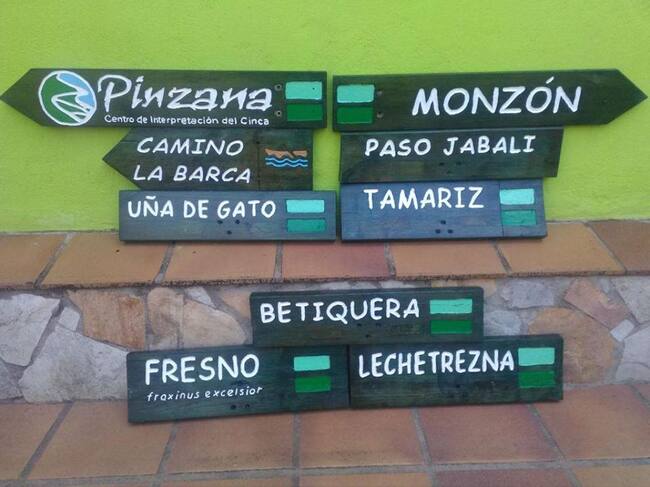 Pinzana
Centro de Interpretación del Cinca
MONZÓN
CAMINO
LA BARCA
PASO JABALI
UÑA DE GATO
TAMARIZ
BETIQUERA
FRESNO
fraxinus excelsior
LECHETREZNA